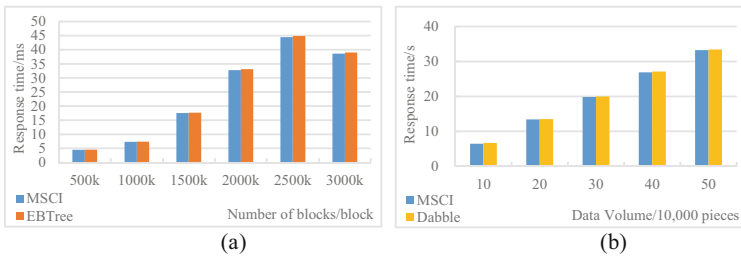 50
45
40
35
30
25
20
15
10
5
0
Response time/ms
500k 1000k 1500k 2000k 2500k 3000k
MSCI
EBTree
Number of blocks/block
(a)
40
30
20
10
0
Response time/s
10 20 30 40 50
MSCI
Dabble
Data Volume/10,000 pieces
(b)